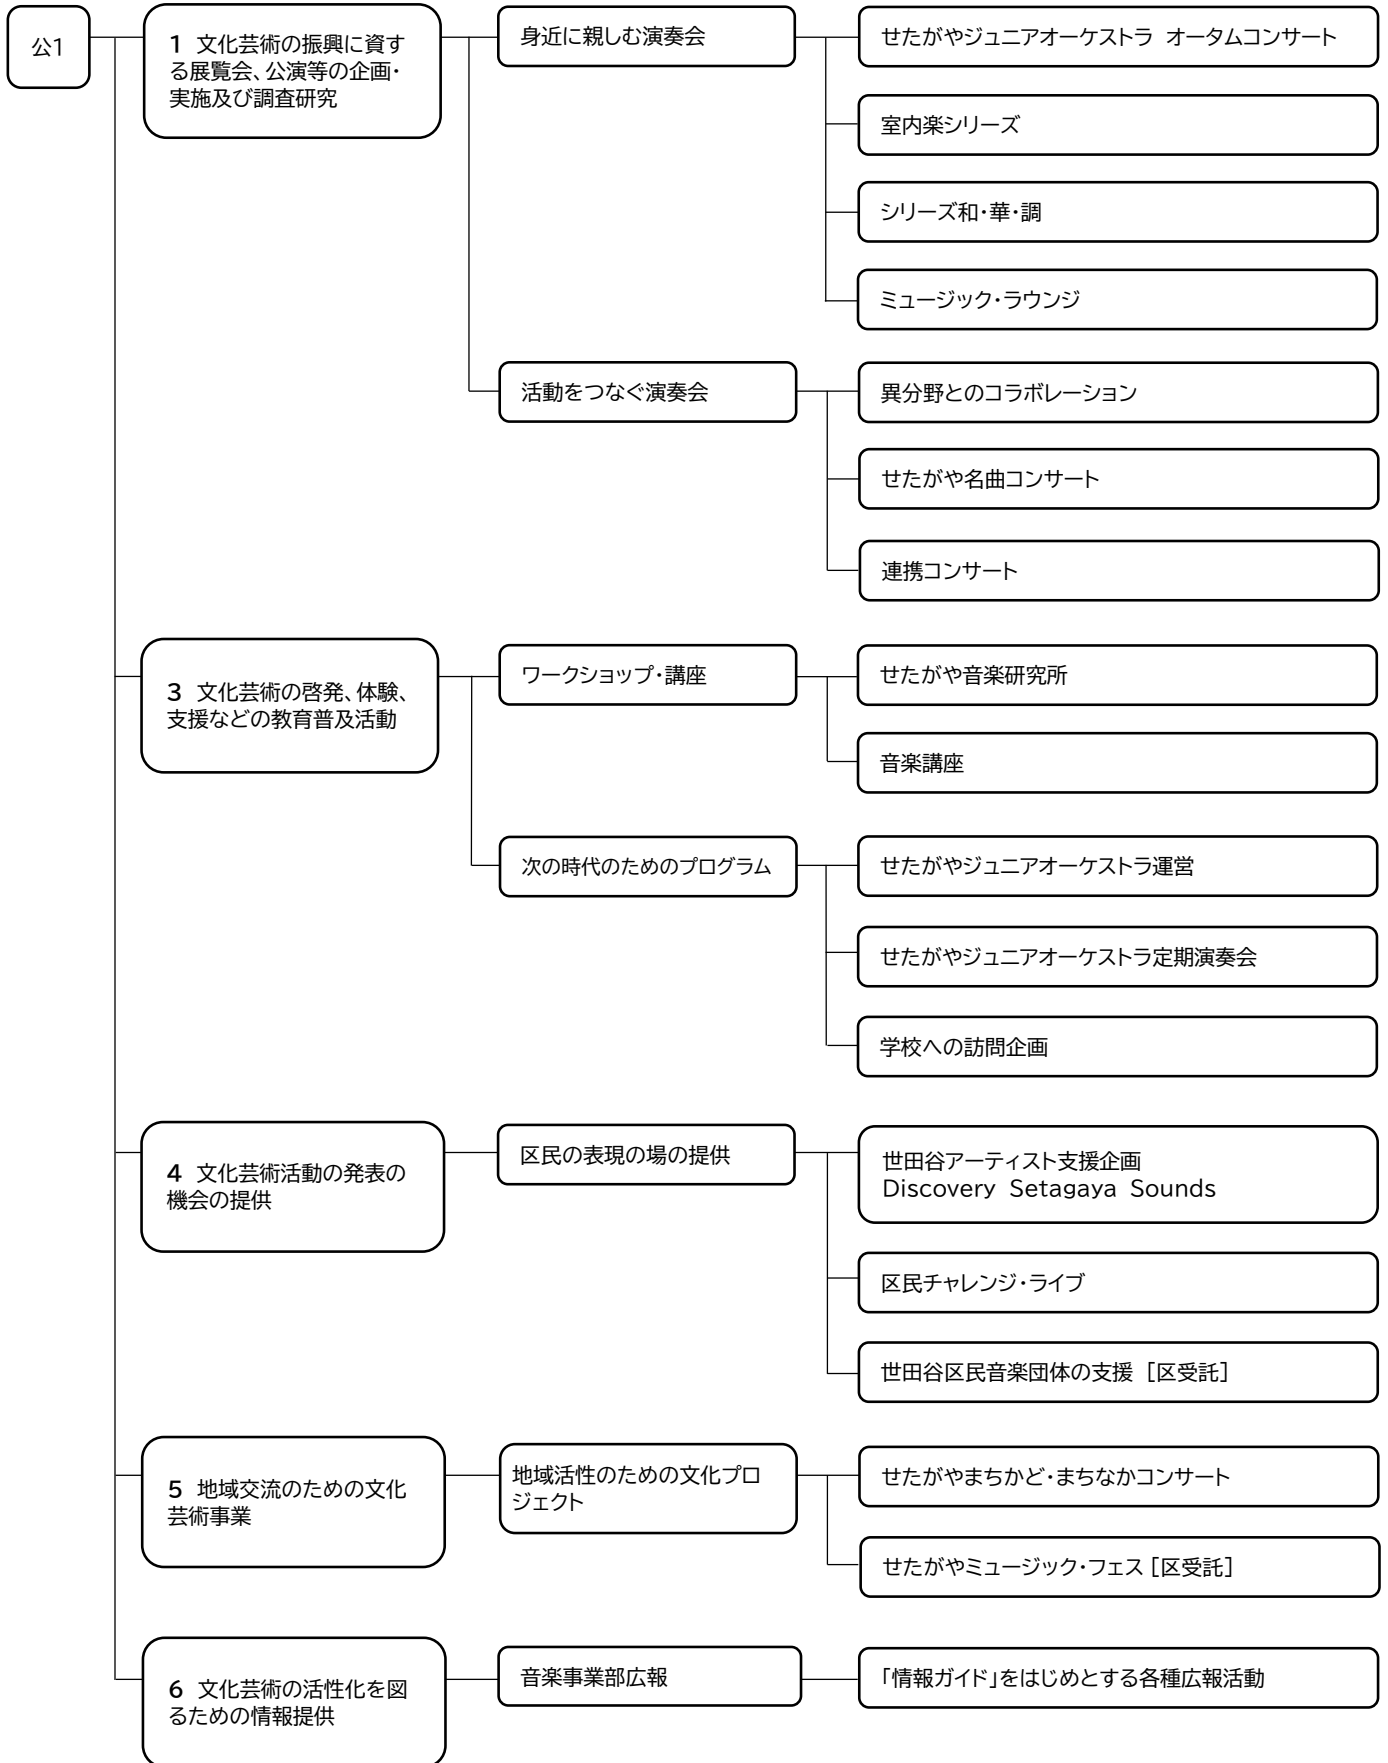 公1
1 文化芸術の振興に資す
る展覧会、公演等の企画・
実施及び調査研究
身近に親しむ演奏会
せたがやジュニアオーケストラ オータムコンサート
室内楽シリーズ
シリーズ和・華・調
ミュージック・ラウンジ
活動をつなぐ演奏会
異分野とのコラボレーション
せたがや名曲コンサート
連携コンサート
3 文化芸術の啓発、体験、
支援などの教育普及活動
ワークショップ・講座
せたがや音楽研究所
音楽講座
次の時代のためのプログラム
せたがやジュニアオーケストラ運営
せたがやジュニアオーケストラ定期演奏会
学校への訪問企画
4 文化芸術活動の発表の
機会の提供
区民の表現の場の提供
世田谷アーティスト支援企画
Discovery Setagaya Sounds
区民チャレンジ・ライブ
世田谷区民音楽団体の支援 [区受託]
5 地域交流のための文化
芸術事業
地域活性のための文化プロ
ジェクト
せたがやまちかど・まちなかコンサート
せたがやミュージック・フェス [区受託]
6 文化芸術の活性化を図
るための情報提供
音楽事業部広報
「情報ガイド」をはじめとする各種広報活動